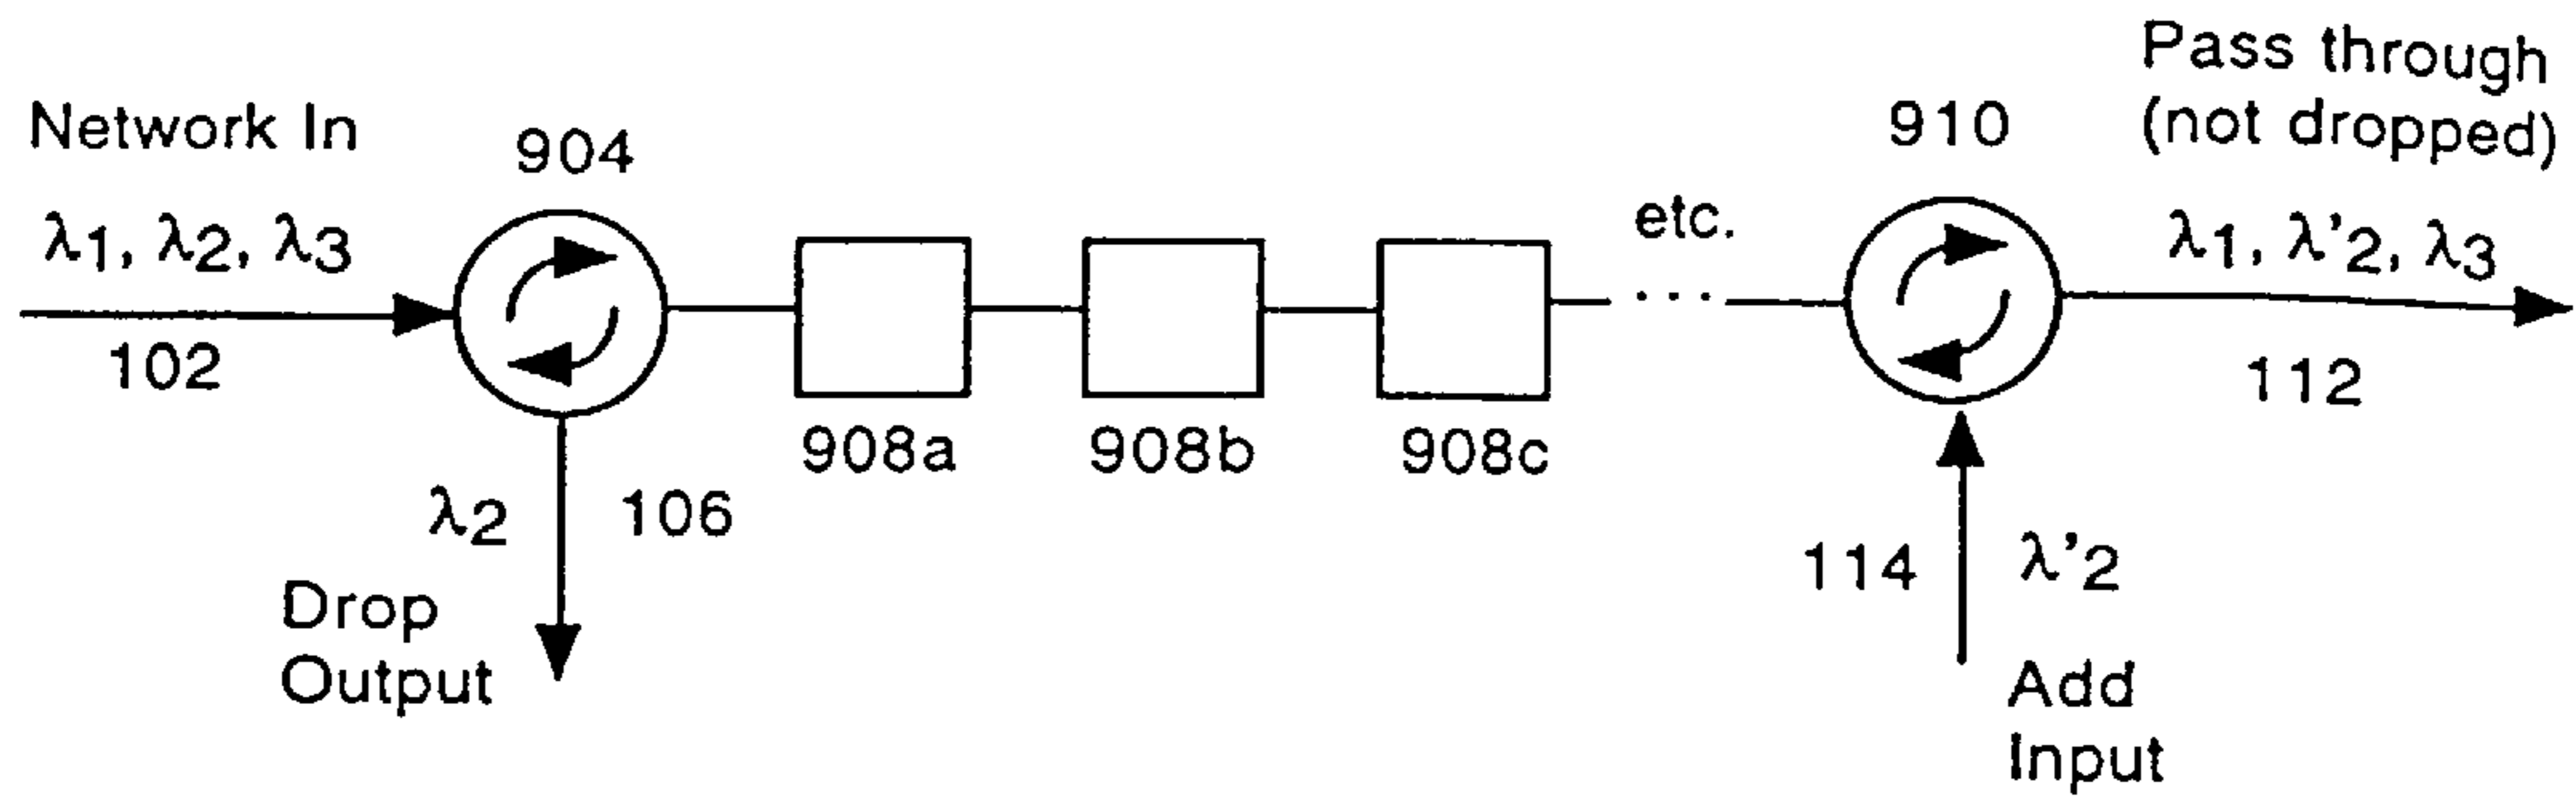 Network In
λ1, λ2, λ3
102
904
λ2
106
Drop
Output
908a
908b
908c
etc.
...
910
Pass through
(not dropped)
λ1, λ'2, λ3
112
114
λ'2
Add
Input